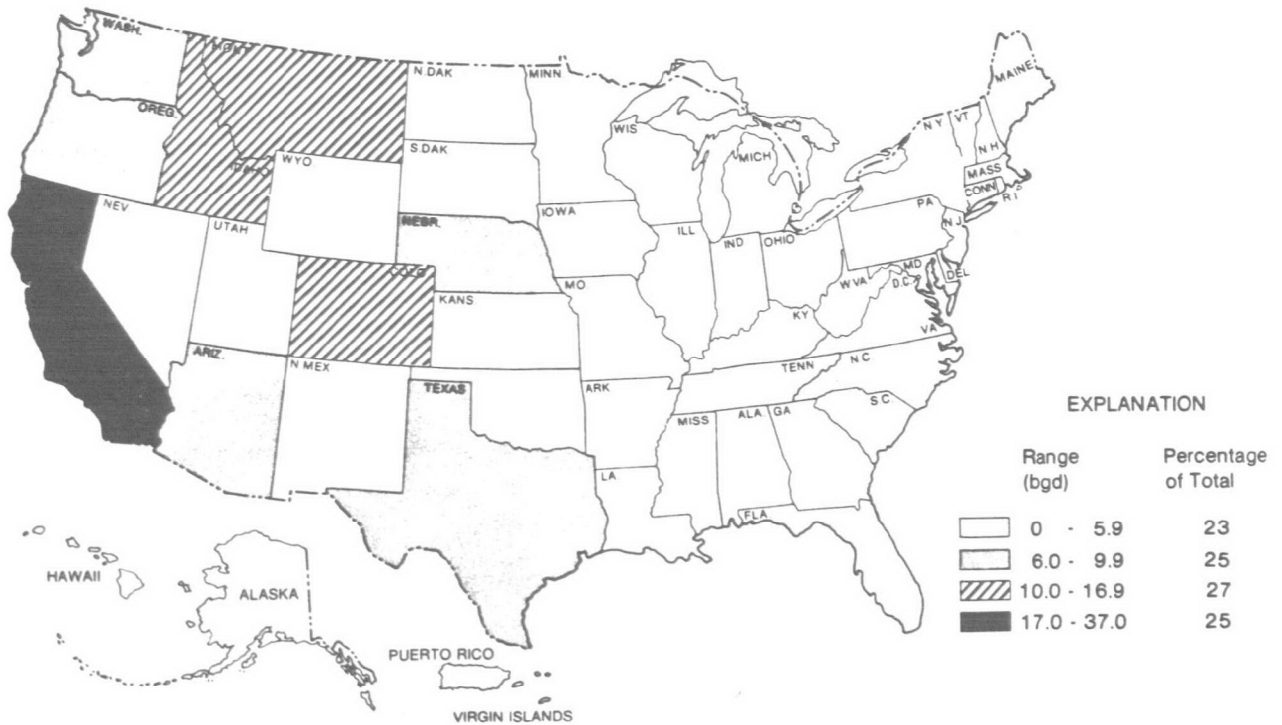 WASH.
MONT
N.DAK
MINN
MAINE
OREG.
IDAHO
WYO
S.DAK
WIS
MICH
N Y
VT
N H
MASS
CONN
R I
NEV
UTAH
NEBR.
IOWA
ILL
IND
OHIO
PA
N J
COLO
KANS
MO
W VA
MD
D.C.
DEL
KY
VA
ARIZ.
N MEX
TEXAS
ARK
TENN
N C
S C
MISS
ALA
GA
LA
FLA
HAWAII
ALASKA
PUERTO RICO
VIRGIN ISLANDS
EXPLANATION
Range Percentage
(bgd) of Total
0 - 5.9 23
6.0 - 9.9 25
10.0 - 16.9 27
17.0 - 37.0 25